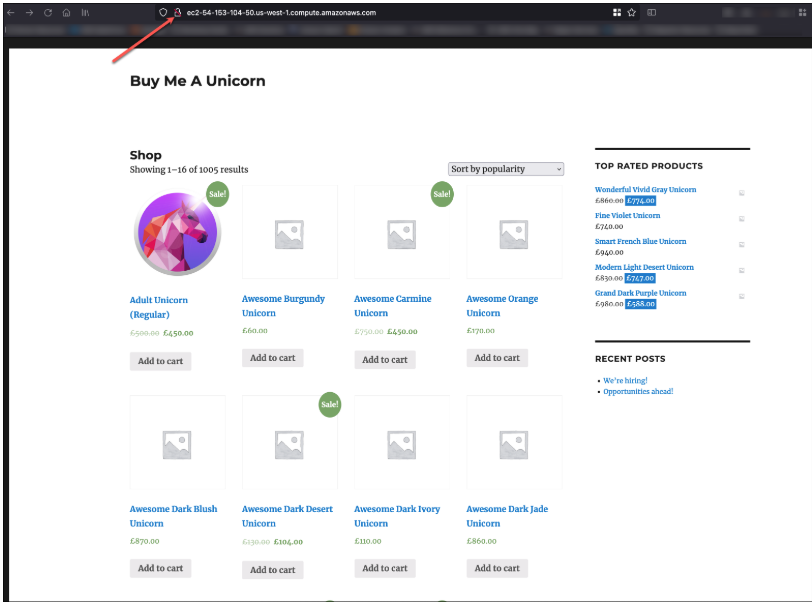 ec2-54-153-104-50.us-west-1.compute.amazonaws.com
Buy Me A Unicorn
Shop
Showing 1–16 of 1005 results
Sort by popularity
Sale!
Adult Unicorn
(Regular)
£500.00 £450.00
Add to cart
Awesome Burgundy
Unicorn
£60.00
Add to cart
Sale!
Awesome Carmine
Unicorn
£750.00 £450.00
Add to cart
Awesome Orange
Unicorn
£170.00
Add to cart
Awesome Dark Blush
Unicorn
£870.00
Add to cart
Sale!
Awesome Dark Desert
Unicorn
£130.00 £104.00
Add to cart
Awesome Dark Ivory
Unicorn
£110.00
Add to cart
Awesome Dark Jade
Unicorn
£860.00
Add to cart
TOP RATED PRODUCTS
Wonderful Vivid Gray Unicorn
£860.00 £774.00
Fine Violet Unicorn
£740.00
Smart French Blue Unicorn
£940.00
Modern Light Desert Unicorn
£830.00 £747.00
Grand Dark Purple Unicorn
£980.00 £588.00
RECENT POSTS
We're hiring!
Opportunities ahead!